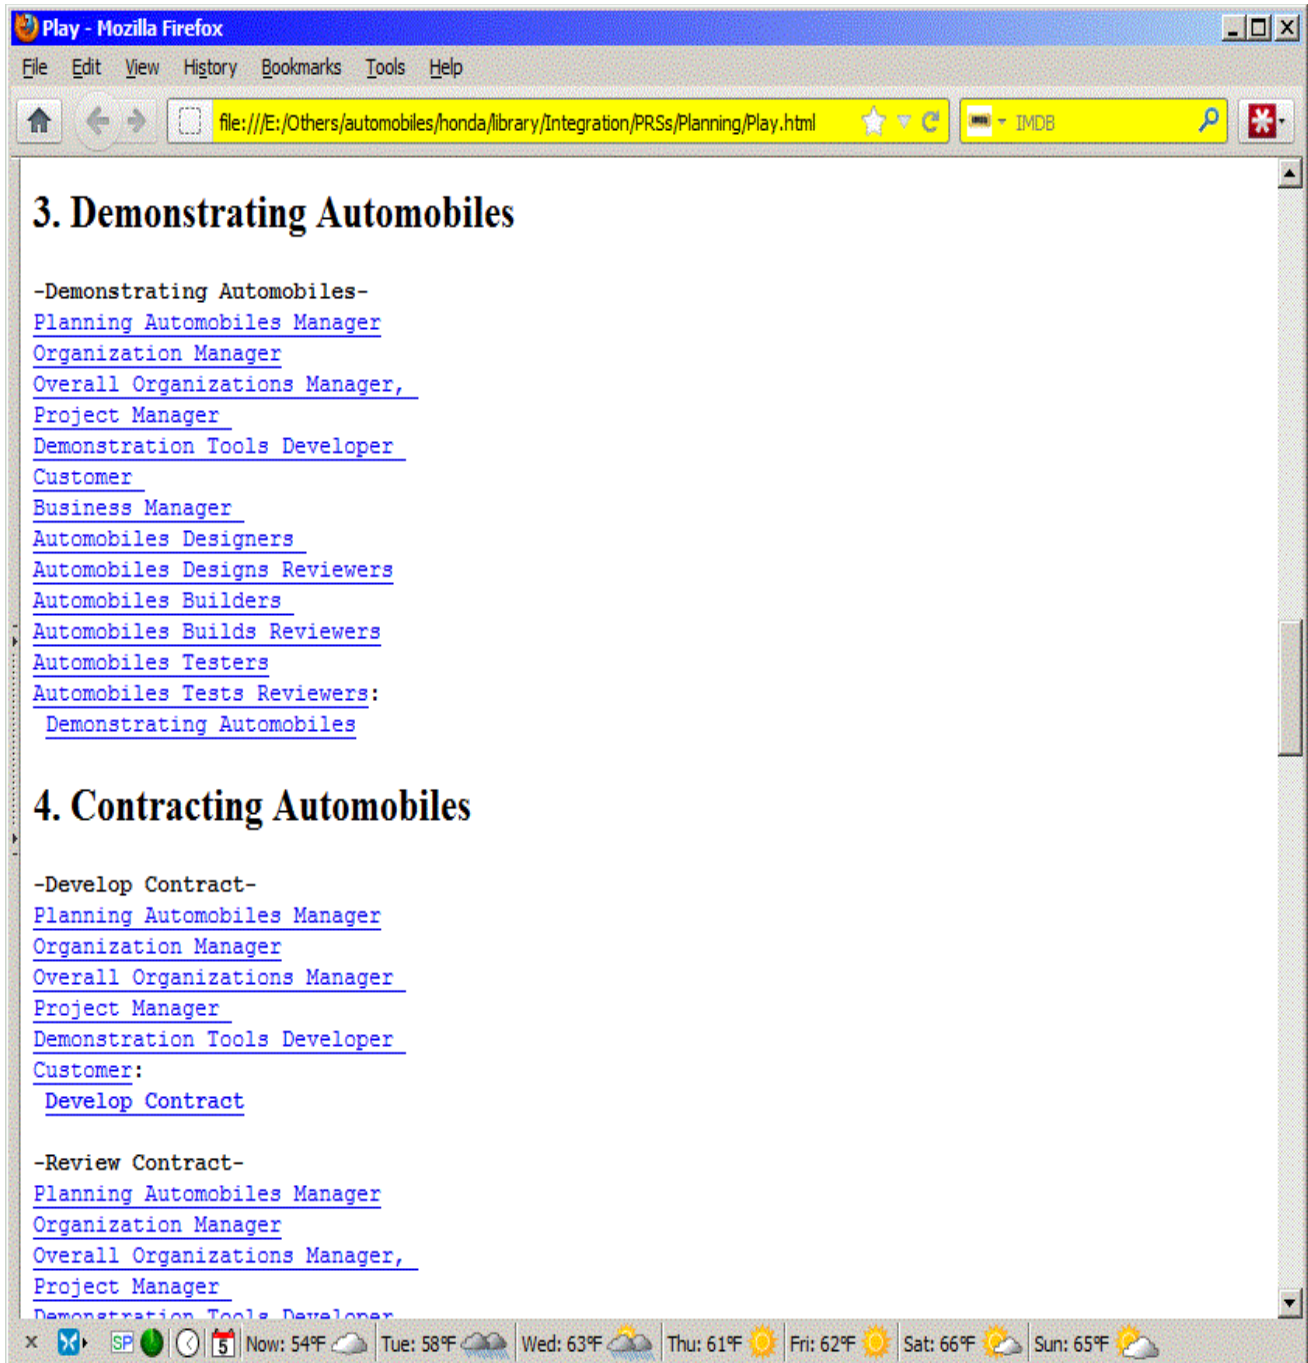 Play - Mozilla Firefox
File Edit View History Bookmarks Tools Help
file:///E:/Others/automobiles/honda/library/Integration/PRSs/Planning/Play.html IMDB
3. Demonstrating Automobiles
-Demonstrating Automobiles-
Planning Automobiles Manager
Organization Manager
Overall Organizations Manager,
Project Manager
Demonstration Tools Developer
Customer
Business Manager
Automobiles Designers
Automobiles Designs Reviewers
Automobiles Builders
Automobiles Builds Reviewers
Automobiles Testers
Automobiles Tests Reviewers:
Demonstrating Automobiles
4. Contracting Automobiles
-Develop Contract-
Planning Automobiles Manager
Organization Manager
Overall Organizations Manager
Project Manager
Demonstration Tools Developer
Customer:
Develop Contract
-Review Contract-
Planning Automobiles Manager
Organization Manager
Overall Organizations Manager,
Project Manager
Demonstration Tools Developer
SP 5 Now: 54°F Tue: 58°F Wed: 63°F Thu: 61°F Fri: 62°F Sat: 66°F Sun: 65°F